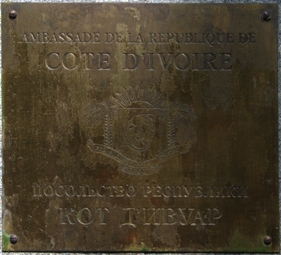 AMBASSADE DE LA REPUBLIQUE DE
COTE D'IVOIRE
ПОСОЛЬСТВО РЕСПУБЛИКИ
КОТ Д'ИВУАР